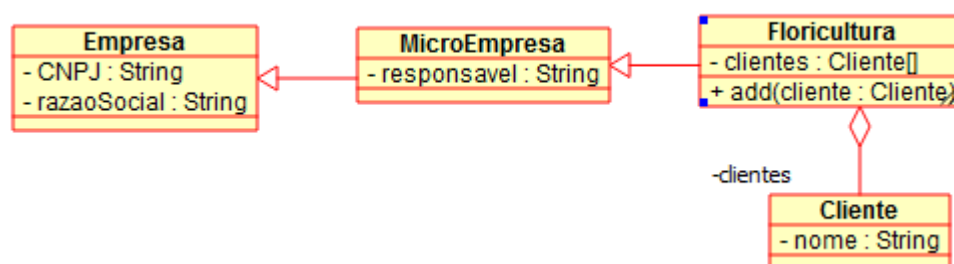 Empresa
- CNPJ : String
- razaoSocial : String
MicroEmpresa
- responsavel : String
Floricultura
- clientes : Cliente[]
+ add(cliente : Cliente)
-clientes
Cliente
- nome : String